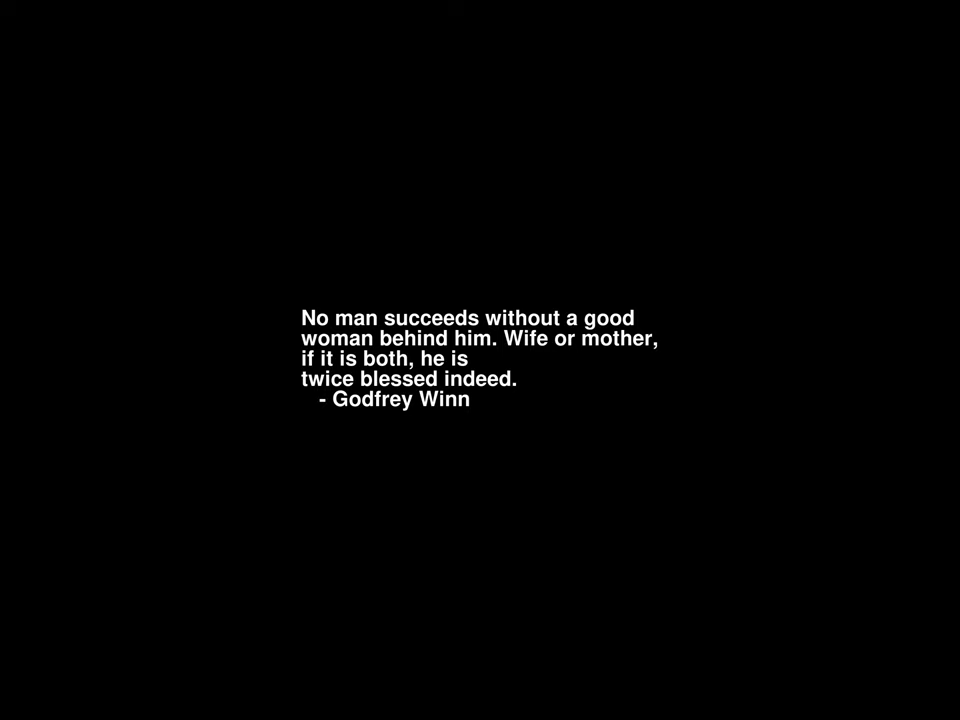 No man succeeds without a good
woman behind him. Wife or mother,
if it is both, he is
twice blessed indeed.
- Godfrey Winn